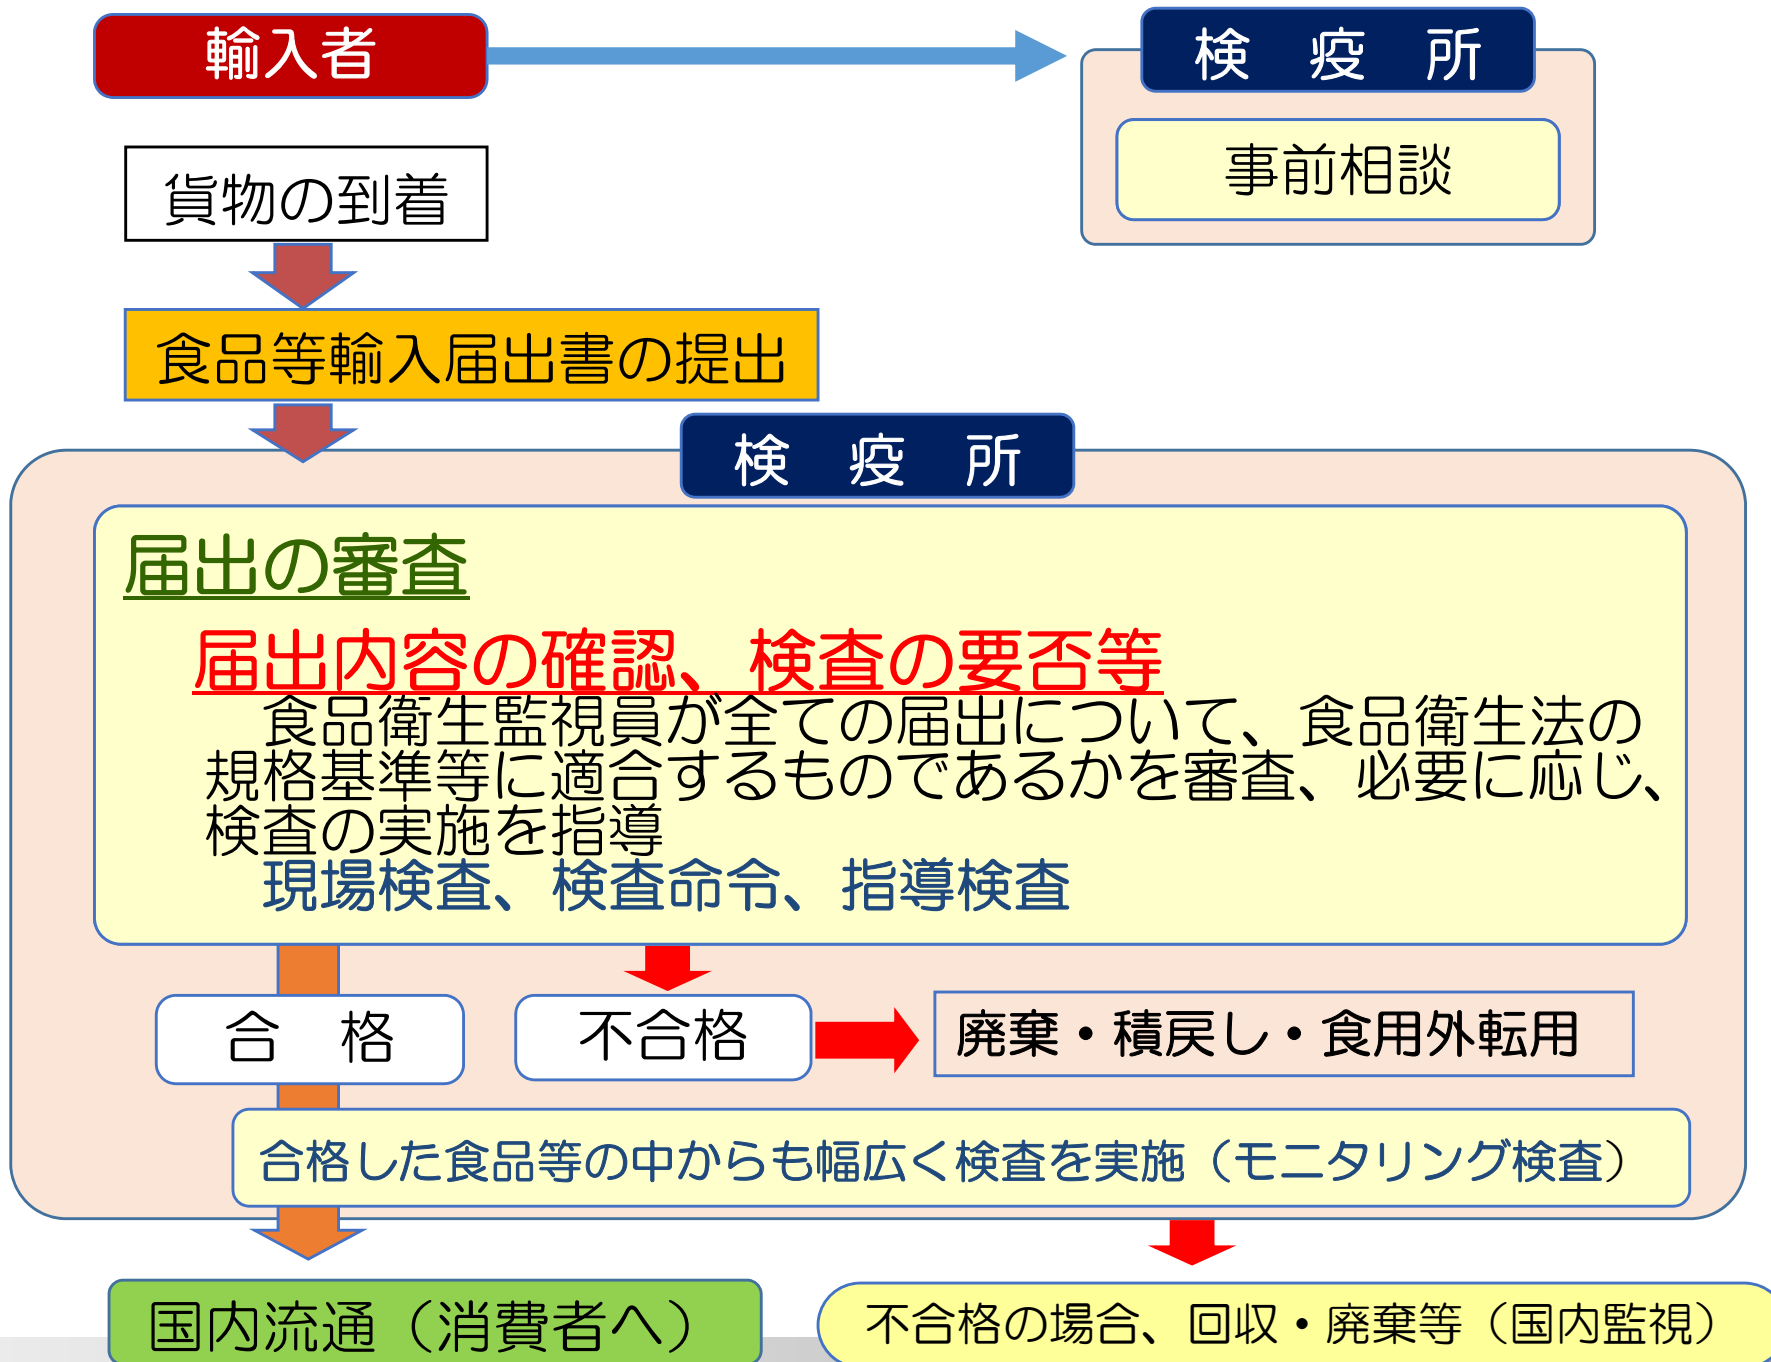 輸入者
検　疫　所
事前相談
貨物の到着
食品等輸入届出書の提出
検　疫　所
届出の審査
届出内容の確認、検査の要否等
食品衛生監視員が全ての届出について、食品衛生法の
規格基準等に適合するものであるかを審査、必要に応じ、
検査の実施を指導
現場検査、検査命令、指導検査
合　格
不合格
廃棄・積戻し・食用外転用
合格した食品等の中からも幅広く検査を実施（モニタリング検査）
国内流通（消費者へ）
不合格の場合、回収・廃棄等（国内監視）